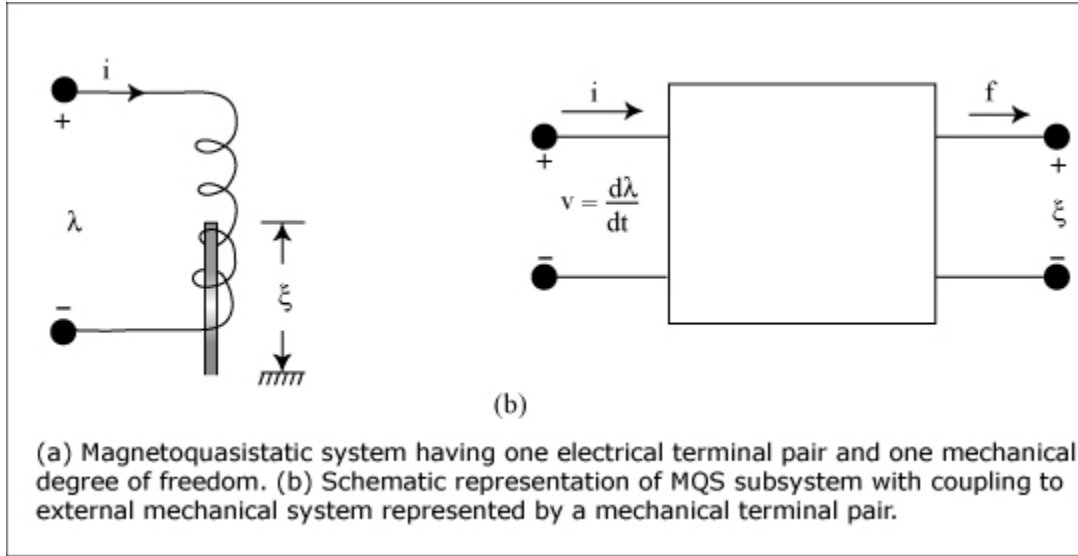 i
+
λ
ξ
−
i
f
+
+
v = dλ/dt
ξ
−
−
(b)
(a) Magnetoquasistatic system having one electrical terminal pair and one mechanical
degree of freedom. (b) Schematic representation of MQS subsystem with coupling to
external mechanical system represented by a mechanical terminal pair.